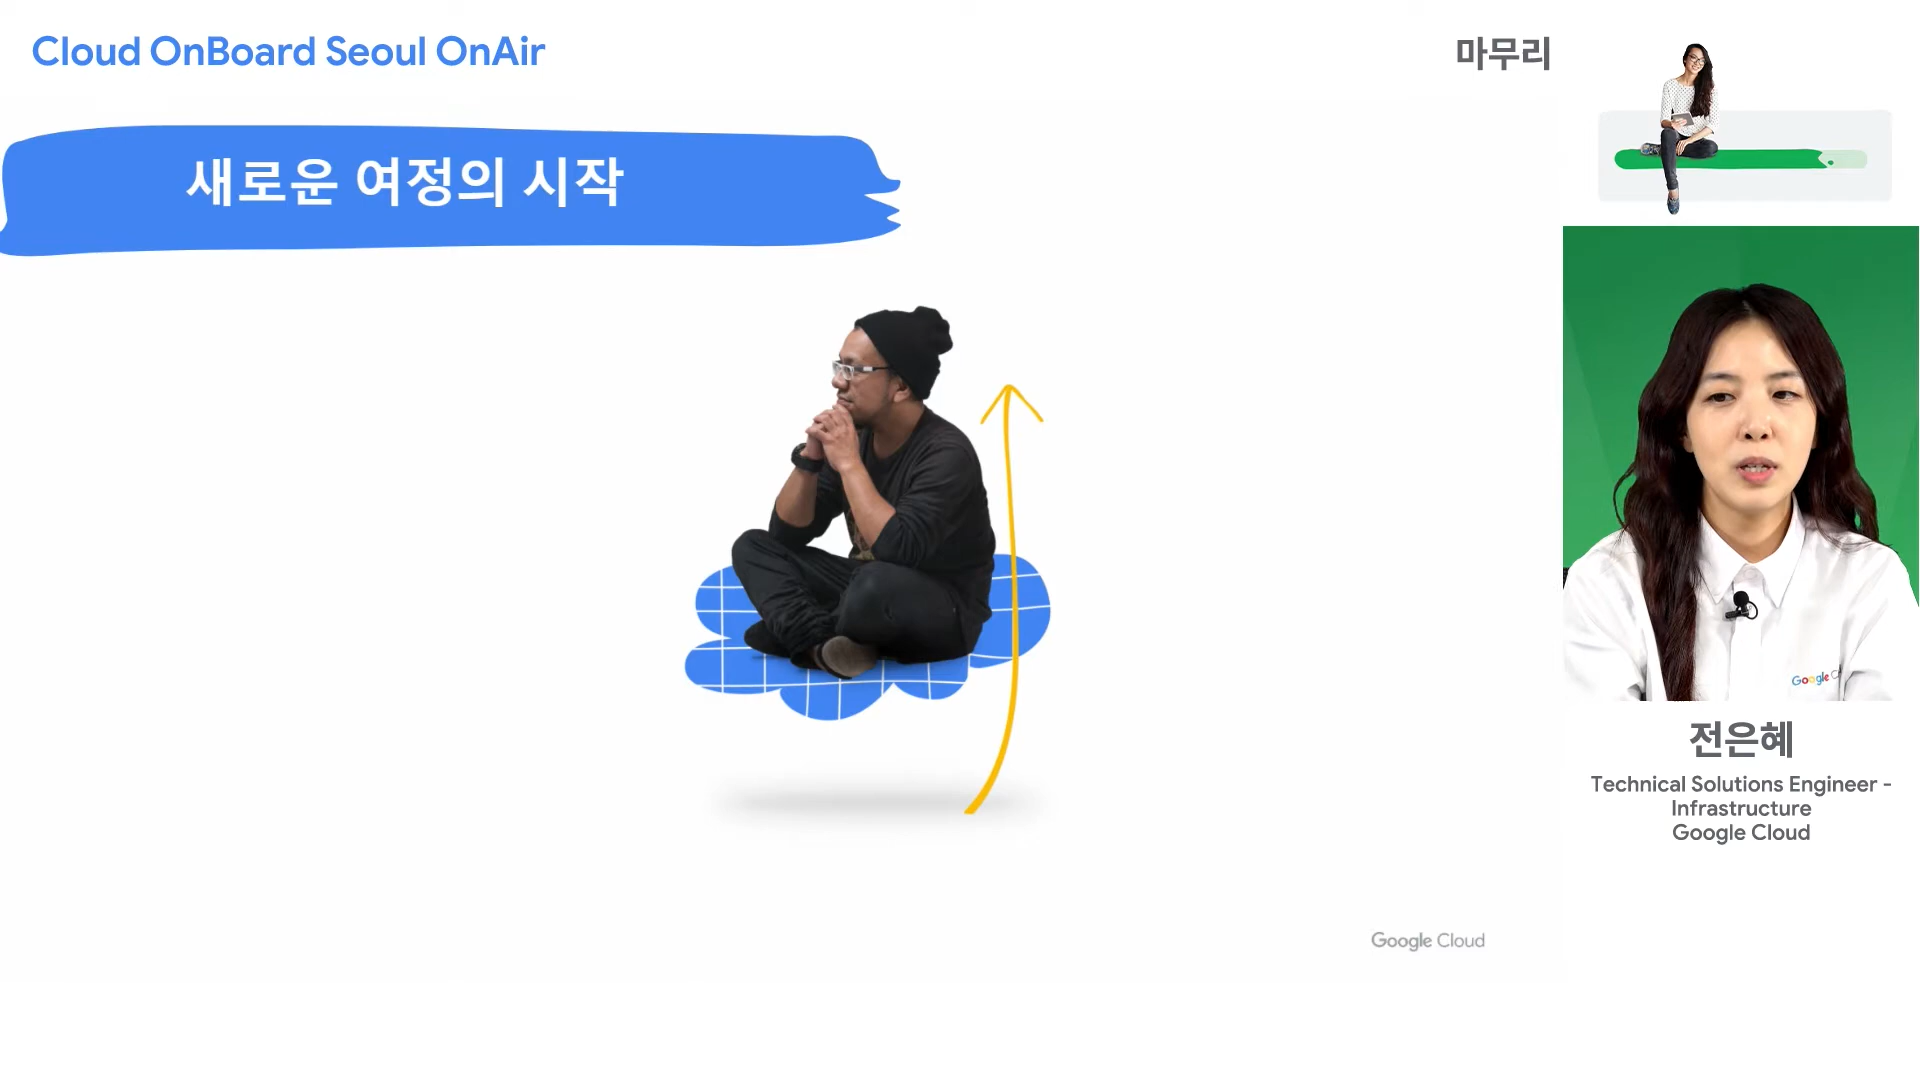 Cloud OnBoard Seoul OnAir
마무리
새로운 여정의 시작
Google
전은혜
Technical Solutions Engineer -
Infrastructure
Google Cloud
Google Cloud